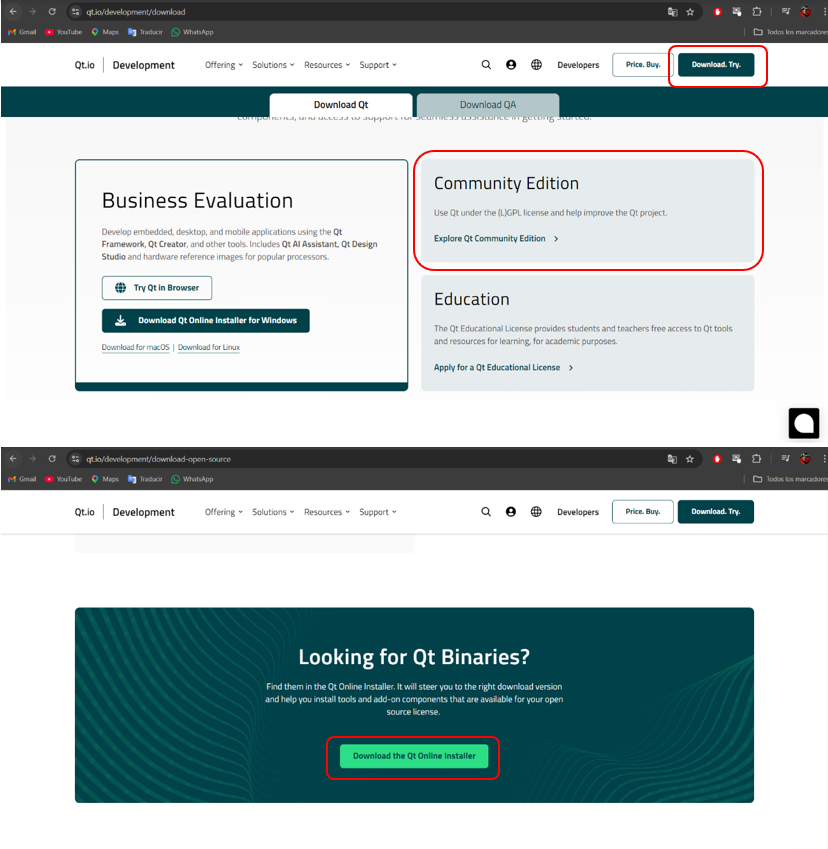 qt.io/development/download
Gmail YouTube Maps Traducir WhatsApp Todos los marcadores
Qt.io Development Offering Solutions Resources Support Developers Price. Buy. Download. Try.
Download Qt Download QA
components, and access to support for seamless assistance in getting started.
Business Evaluation
Develop embedded, desktop, and mobile applications using the Qt
Framework, Qt Creator, and other tools. Includes Qt AI Assistant, Qt Design
Studio and hardware reference images for popular processors.
Try Qt in Browser
Download Qt Online Installer for Windows
Download for macOS | Download for Linux
Community Edition
Use Qt under the (L)GPL license and help improve the Qt project.
Explore Qt Community Edition
Education
The Qt Educational License provides students and teachers free access to Qt tools
and resources for learning, for academic purposes.
Apply for a Qt Educational License
qt.io/development/download-open-source
Gmail YouTube Maps Traducir WhatsApp Todos los marcadores
Qt.io Development Offering Solutions Resources Support Developers Price. Buy. Download. Try.
Looking for Qt Binaries?
Find them in the Qt Online Installer. It will steer you to the right download version
and help you install tools and add-on components that are available for your open
source license.
Download the Qt Online Installer